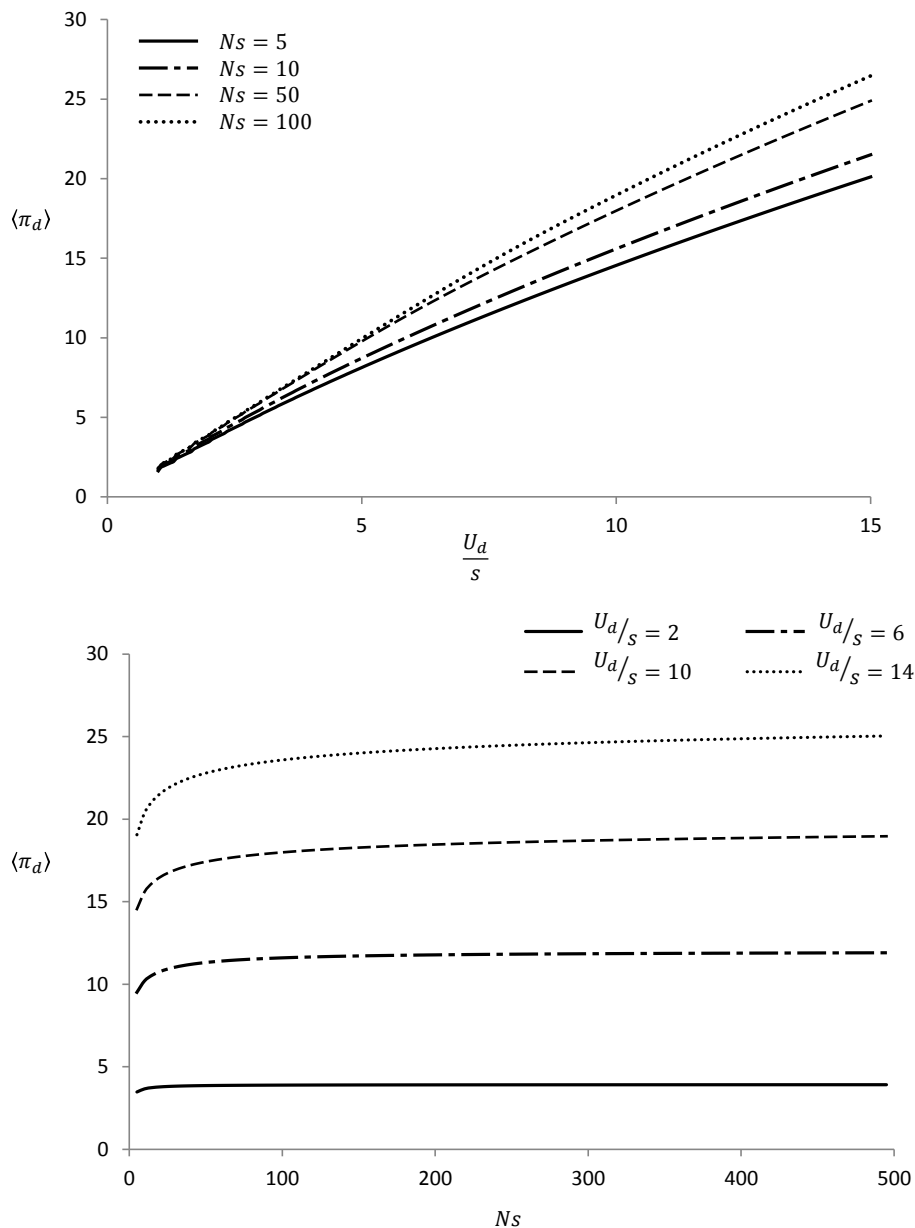 30
25
20
15
10
5
0
⟨π_d⟩
Ns = 5
Ns = 10
Ns = 50
Ns = 100
0 5 10 15
U_d
s
U_d/s = 2 U_d/s = 6
U_d/s = 10 U_d/s = 14
30
25
20
15
10
5
0
⟨π_d⟩
0 100 200 300 400 500
Ns